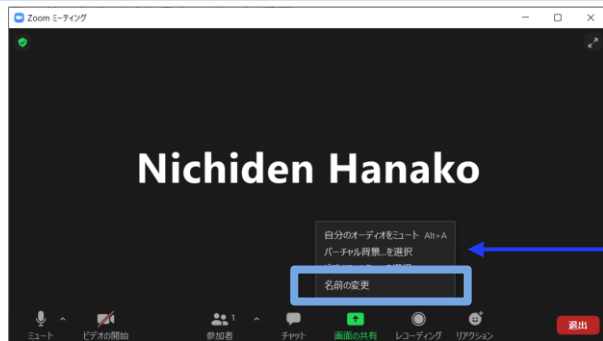 Zoom ミーティング
Nichiden Hanako
自分のオーディオをミュート Alt+A
バーチャル背景...を選択
名前の変更
ミュート
ビデオの開始
参加者
1
チャット
画面の共有
レコーディング
リアクション
退出